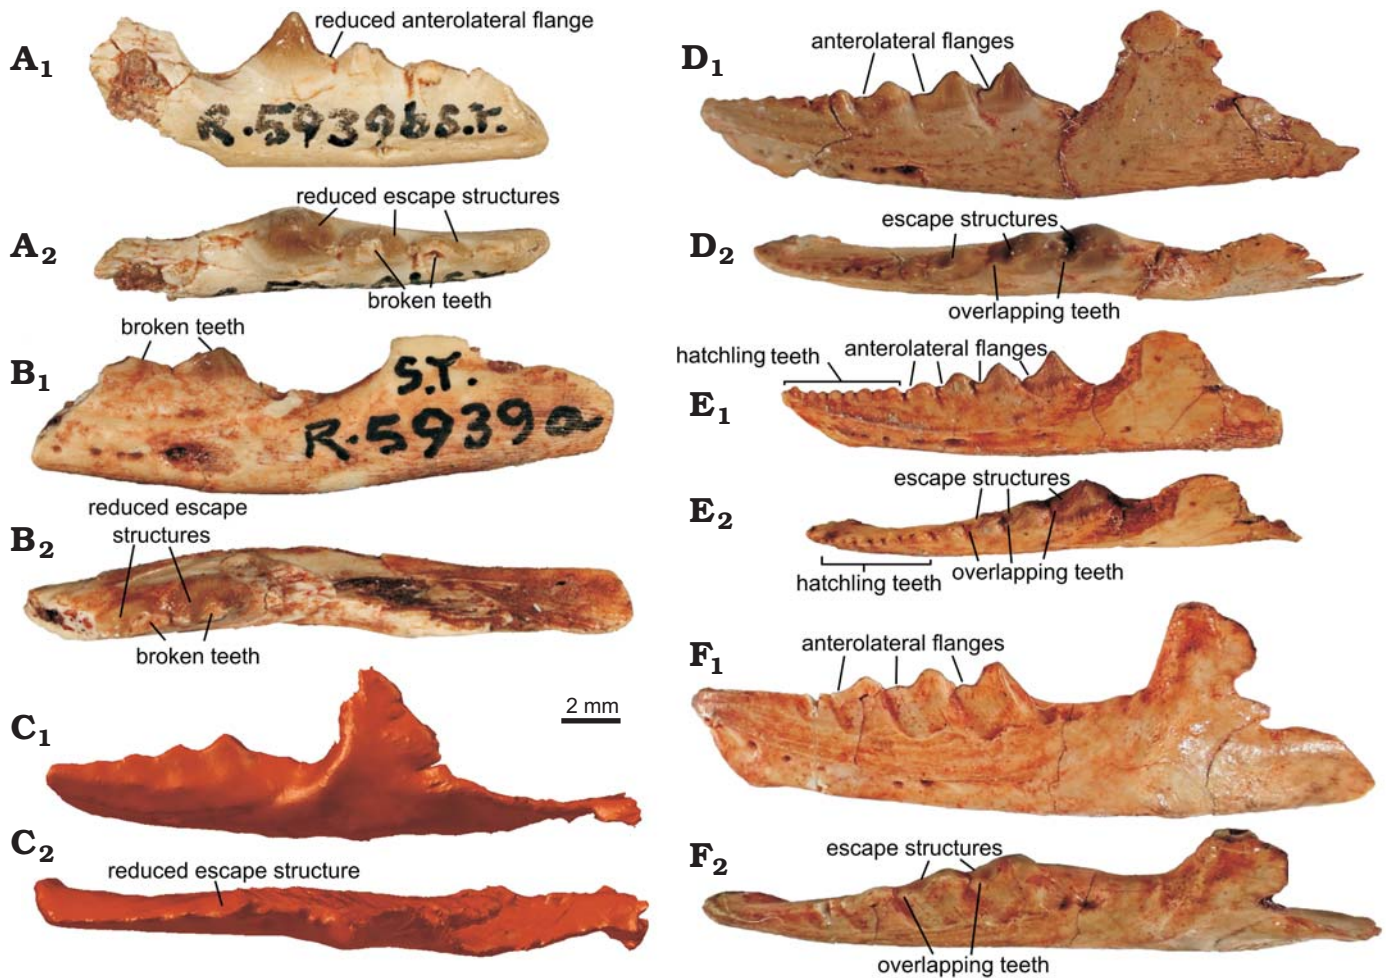 A1
reduced anterolateral flange
R.5939b S.T.
A2
reduced escape structures
broken teeth
B1
broken teeth
S.T.
R.5939a
B2
reduced escape
structures
broken teeth
C1
2 mm
C2
reduced escape structure
D1
anterolateral flanges
D2
escape structures
overlapping teeth
E1
hatchling teeth
anterolateral flanges
E2
escape structures
hatchling teeth
overlapping teeth
F1
anterolateral flanges
F2
escape structures
overlapping teeth